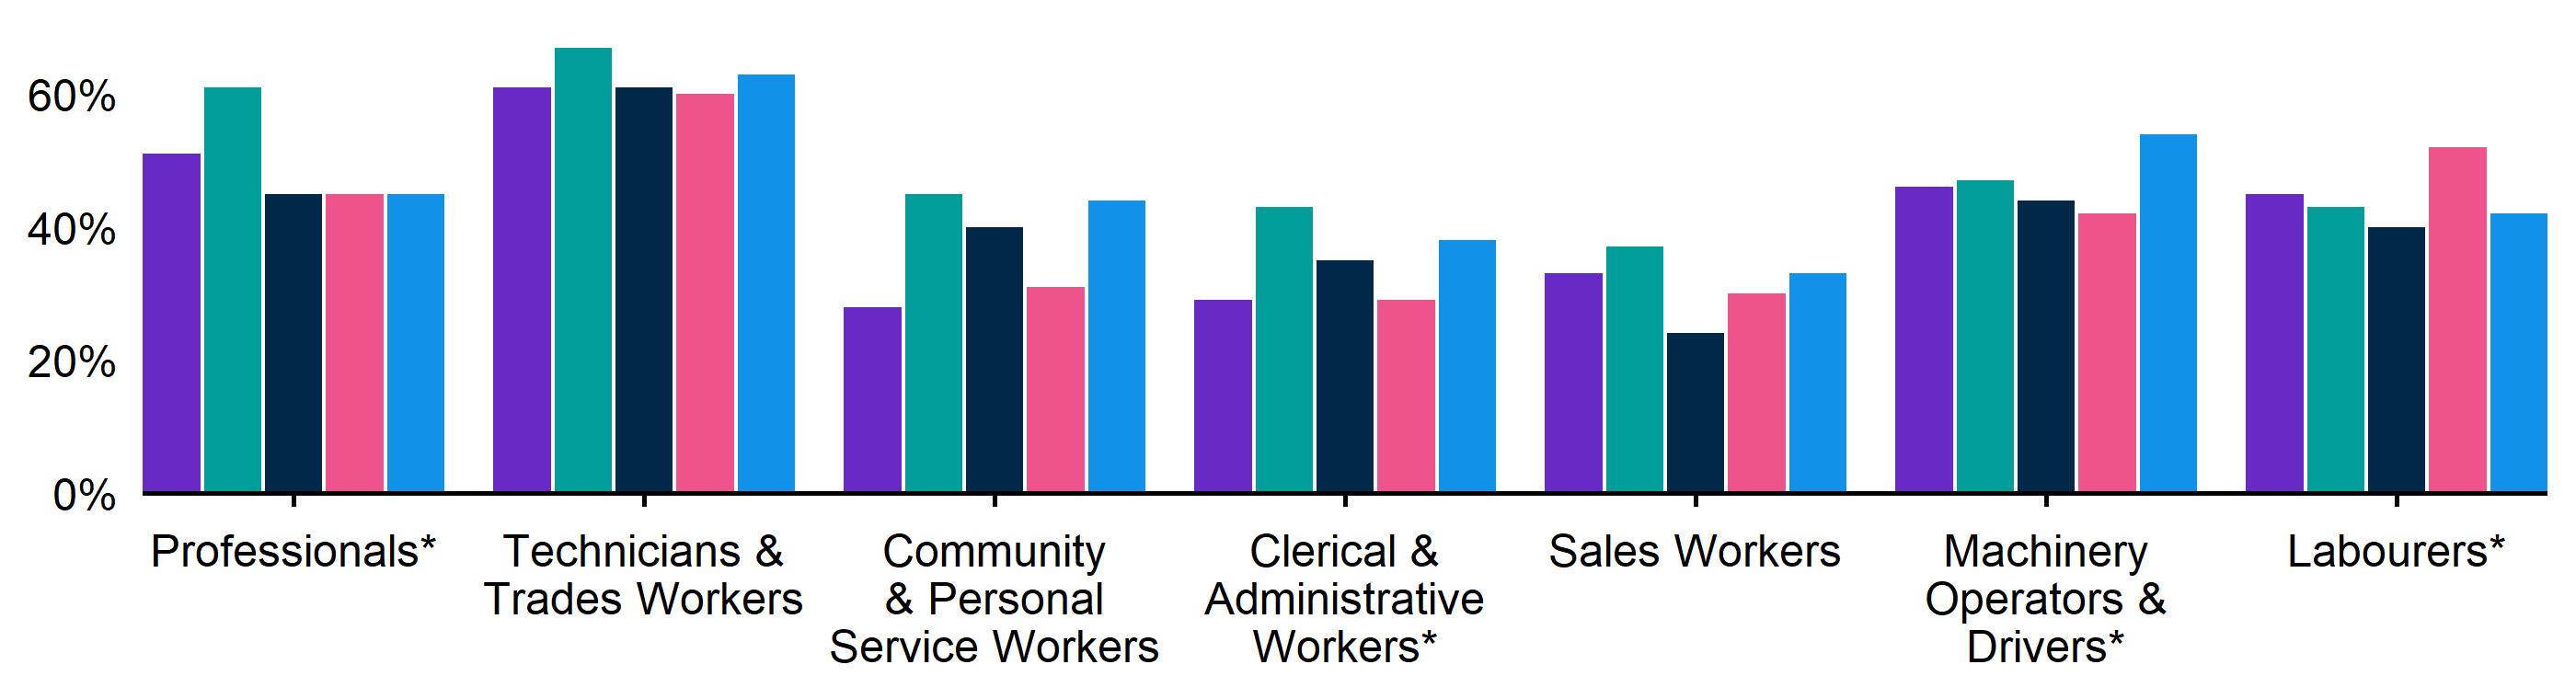 60%
40%
20%
0%
Professionals*
Technicians &
Trades Workers
Community
& Personal
Service Workers
Clerical &
Administrative
Workers*
Sales Workers
Machinery
Operators &
Drivers*
Labourers*